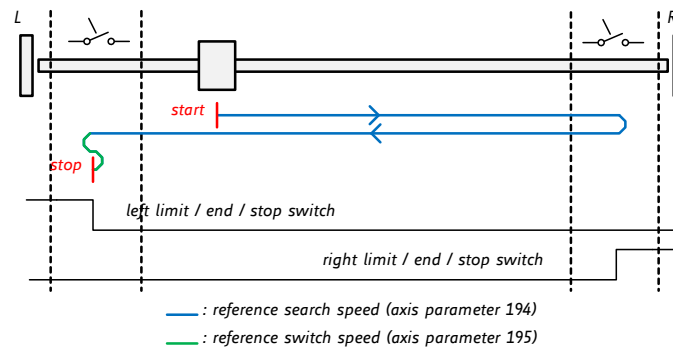 L
R
start
stop
left limit / end / stop switch
right limit / end / stop switch
: reference search speed (axis parameter 194)
: reference switch speed (axis parameter 195)